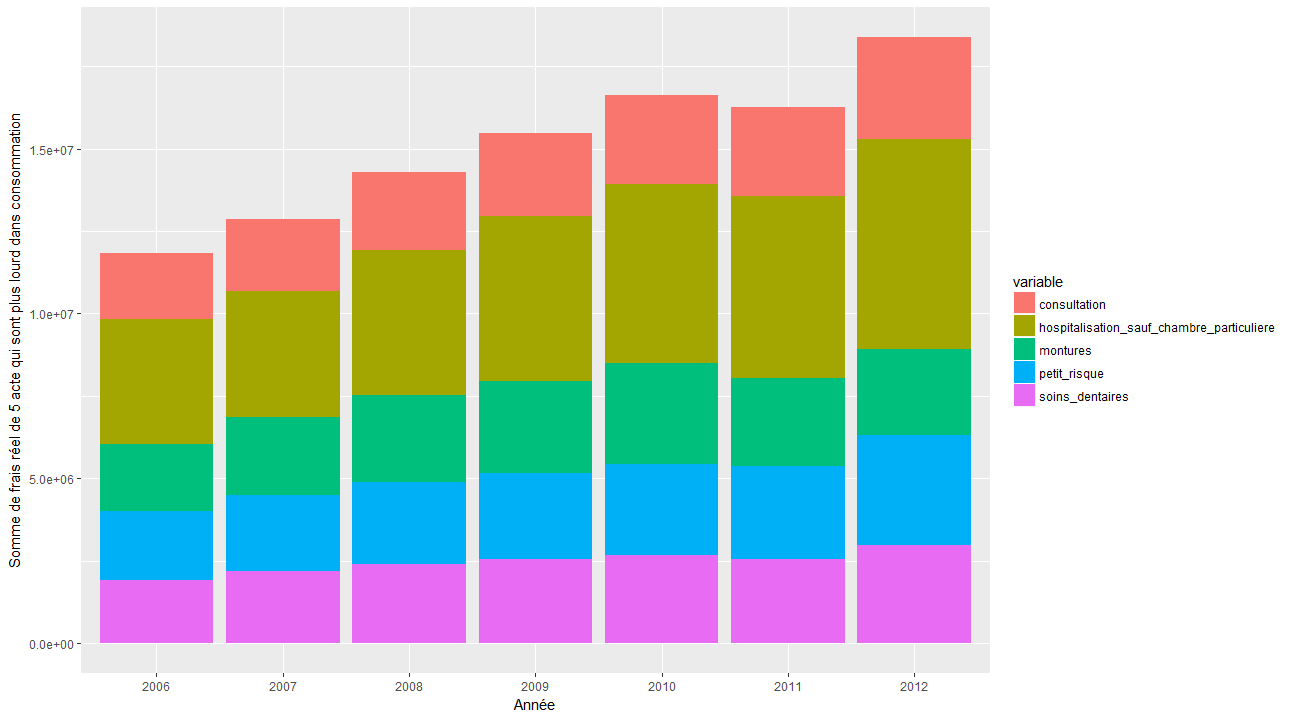 Somme de frais réel de 5 acte qui sont plus lourd dans consommation
1.5e+07
1.0e+07
5.0e+06
0.0e+00
2006 2007 2008 2009 2010 2011 2012
Année
variable
consultation
hospitalisation_sauf_chambre_particuliere
montures
petit_risque
soins_dentaires